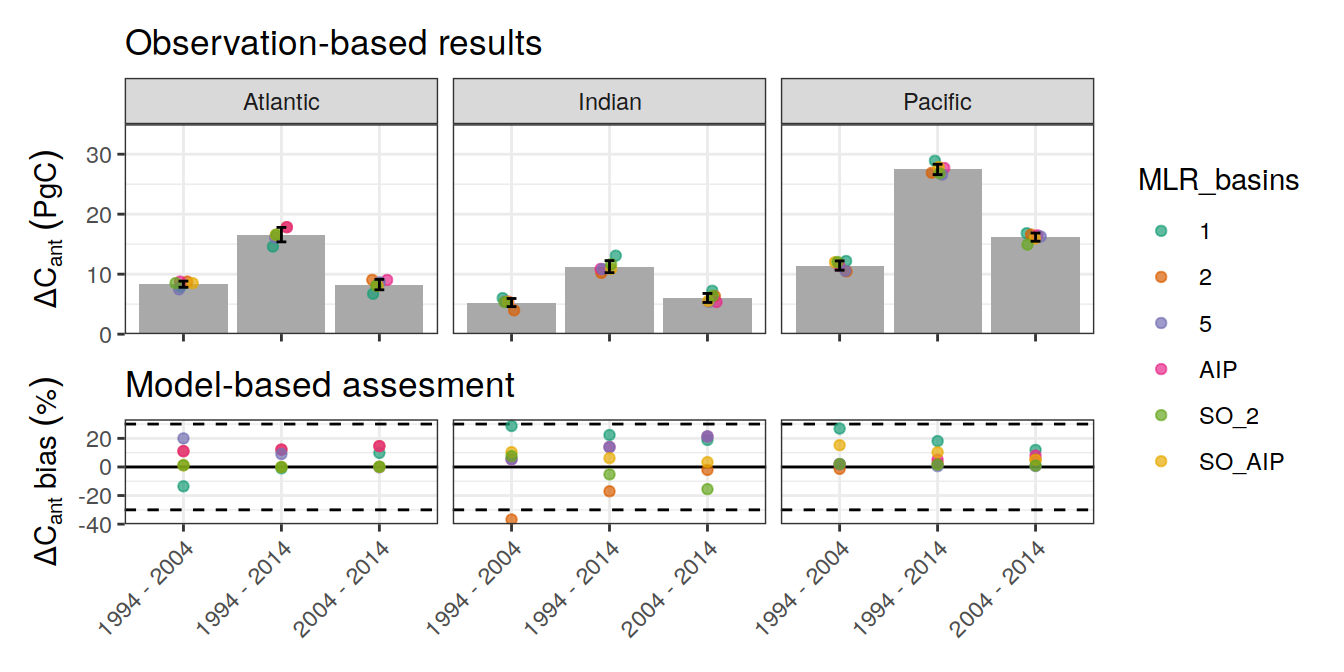 Observation-based results
Atlantic
Indian
Pacific
ΔCant (PgC)
30
20
10
0
MLR_basins
1
2
5
AIP
SO_2
SO_AIP
Model-based assesment
ΔCant bias (%)
20
0
-20
-40
1994 - 2004
1994 - 2014
2004 - 2014
1994 - 2004
1994 - 2014
2004 - 2014
1994 - 2004
1994 - 2014
2004 - 2014